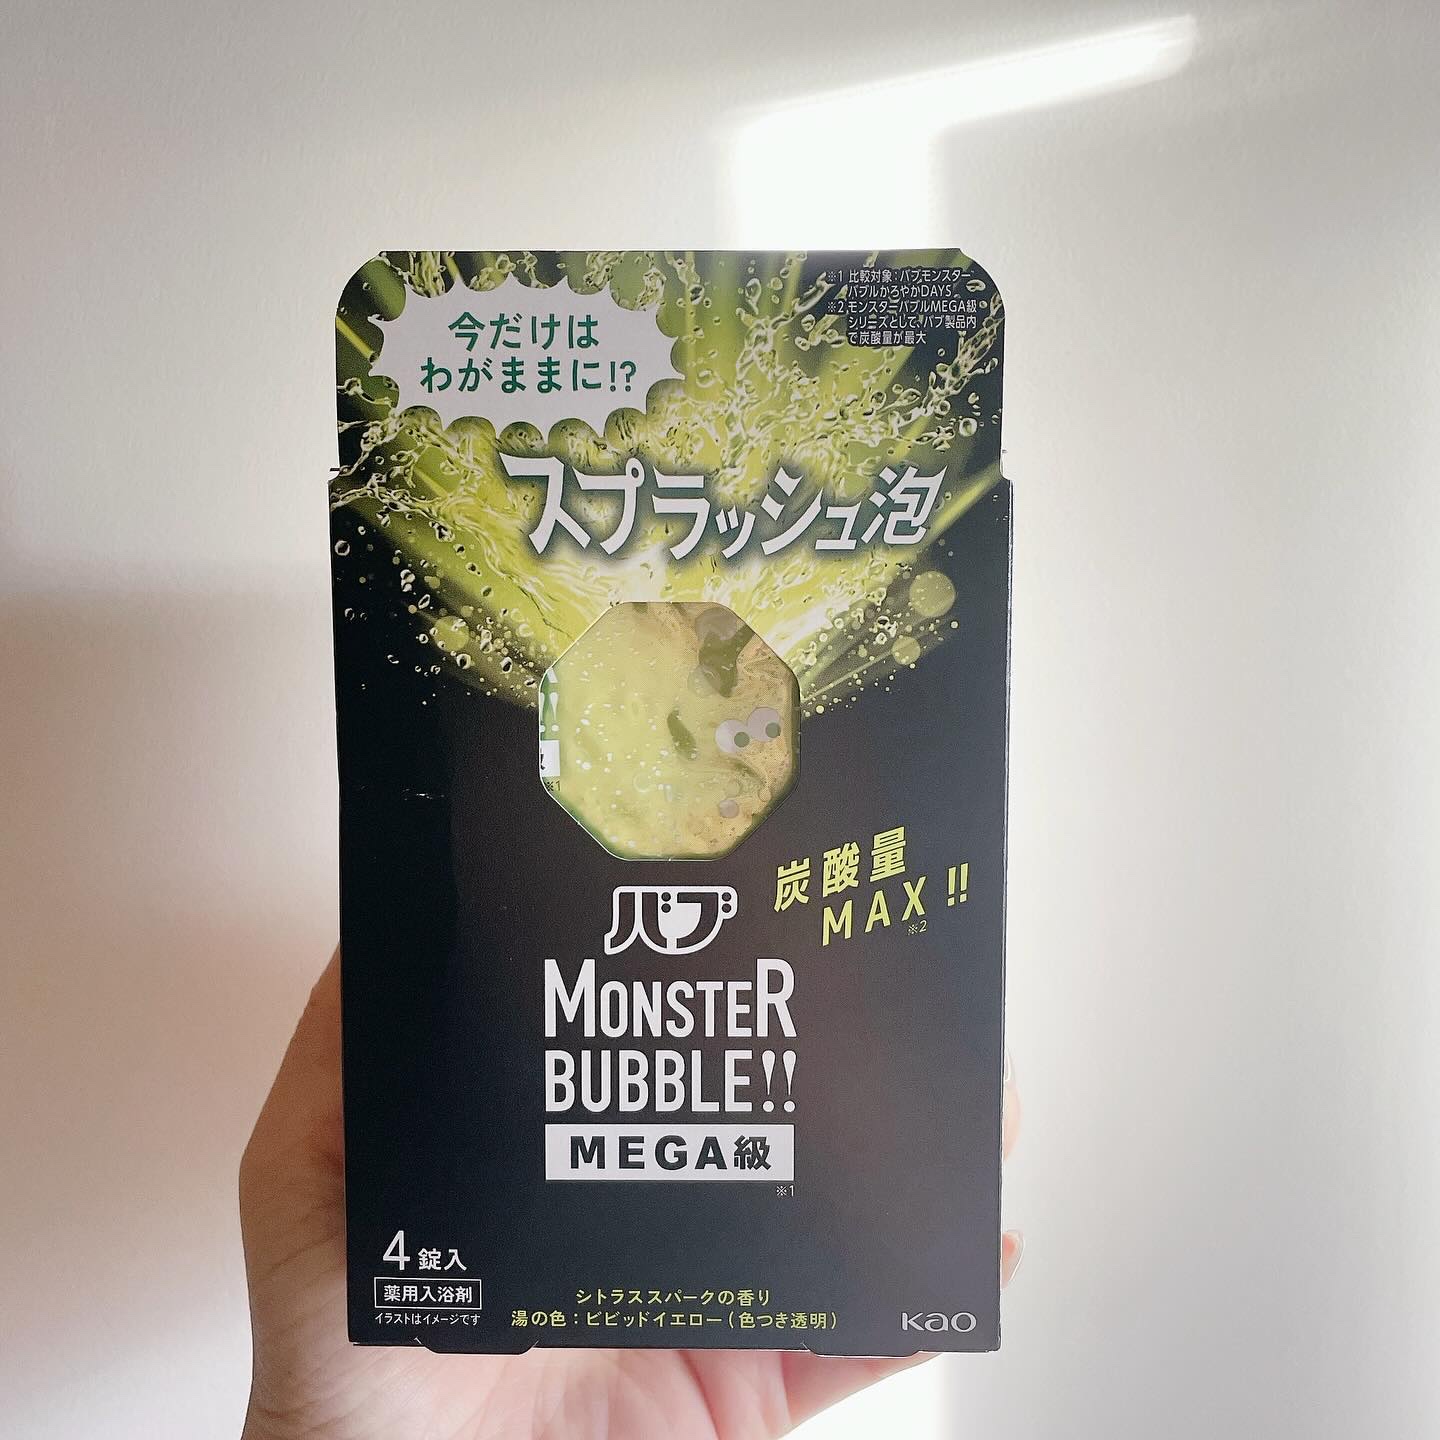 今だけは
わがままに!?
※1 比較対象：バブモンスター
バブルかろやかDAYS
※2 モンスターバブルMEGA級
シリーズとして、バブ製品内
で炭酸量が最大
スプラッシュ泡
※1
炭酸量
MAX!!
※2
バブ
MONSTER
BUBBLE!!
MEGA級
※1
4錠入
薬用入浴剤
イラストはイメージです
シトラススパークの香り
湯の色：ビビッドイエロー(色つき透明)
Kao